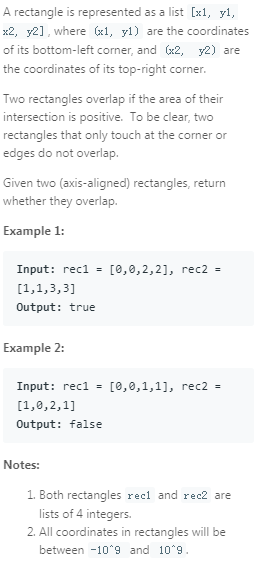 A rectangle is represented as a list [x1, y1,
x2, y2], where (x1, y1) are the coordinates
of its bottom-left corner, and (x2, y2) are
the coordinates of its top-right corner.
Two rectangles overlap if the area of their
intersection is positive. To be clear, two
rectangles that only touch at the corner or
edges do not overlap.
Given two (axis-aligned) rectangles, return
whether they overlap.
Example 1:
Input: rec1 = [0,0,2,2], rec2 =
[1,1,3,3]
Output: true
Example 2:
Input: rec1 = [0,0,1,1], rec2 =
[1,0,2,1]
Output: false
Notes:
1. Both rectangles rec1 and rec2 are
lists of 4 integers.
2. All coordinates in rectangles will be
between -10^9 and 10^9.